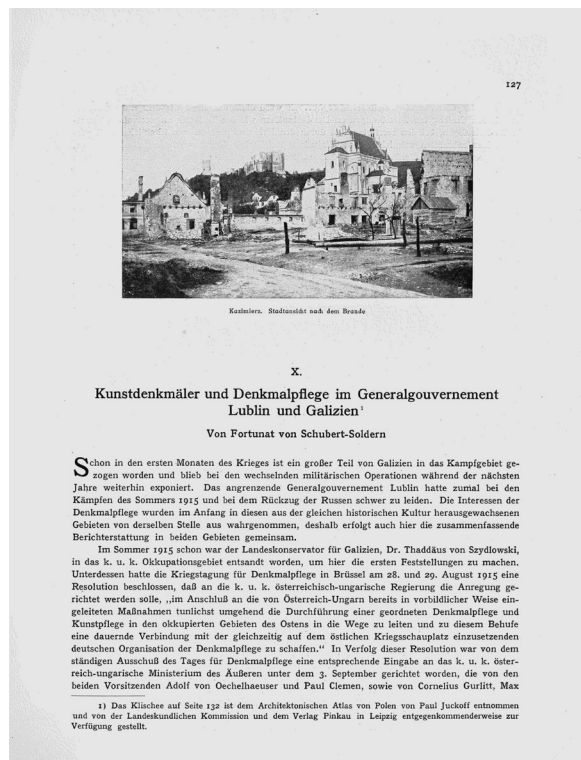 127
Kazimierz. Stadtansicht nach dem Brande
X.
Kunstdenkmäler und Denkmalpflege im Generalgouvernement
Lublin und Galizien¹
Von Fortunat von Schubert-Soldern
Schon in den ersten Monaten des Krieges ist ein großer Teil von Galizien in das Kampfgebiet ge-
zogen worden und blieb bei den wechselnden militärischen Operationen während der nächsten
Jahre weiterhin exponiert. Das angrenzende Generalgouvernement Lublin hatte zumal bei den
Kämpfen des Sommers 1915 und bei dem Rückzug der Russen schwer zu leiden. Die Interessen der
Denkmalpflege wurden im Anfang in diesen aus der gleichen historischen Kultur herausgewachsenen
Gebieten von derselben Stelle aus wahrgenommen, deshalb erfolgt auch hier die zusammenfassende
Berichterstattung in beiden Gebieten gemeinsam.
Im Sommer 1915 schon war der Landeskonservator für Galizien, Dr. Thaddäus von Szydlowski,
in das k. u. k. Okkupationsgebiet entsandt worden, um hier die ersten Feststellungen zu machen.
Unterdessen hatte die Kriegstagung für Denkmalpflege in Brüssel am 28. und 29. August 1915 eine
Resolution beschlossen, daß an die k. u. k. österreichisch-ungarische Regierung die Anregung ge-
richtet werden solle, „im Anschluß an die von Österreich-Ungarn bereits in vorbildlicher Weise ein-
geleiteten Maßnahmen tunlichst umgehend die Durchführung einer geordneten Denkmalpflege und
Kunstpflege in den okkupierten Gebieten des Ostens in die Wege zu leiten und zu diesem Behufe
eine dauernde Verbindung mit der gleichzeitig auf dem östlichen Kriegsschauplatz einzusetzenden
deutschen Organisation der Denkmalpflege zu schaffen.“ In Verfolg dieser Resolution war von dem
ständigen Ausschuß des Tages für Denkmalpflege eine entsprechende Eingabe an das k. u. k. öster-
reich-ungarische Ministerium des Äußeren unter dem 3. September gerichtet worden, die von den
beiden Vorsitzenden Adolf von Oechelhaeuser und Paul Clemen, sowie von Cornelius Gurlitt, Max
1) Das Klischee auf Seite 132 ist dem Architektonischen Atlas von Polen von Paul Juckoff entnommen
und von der Landeskundlichen Kommission und dem Verlag Pinkau in Leipzig entgegenkommenderweise zur
Verfügung gestellt.